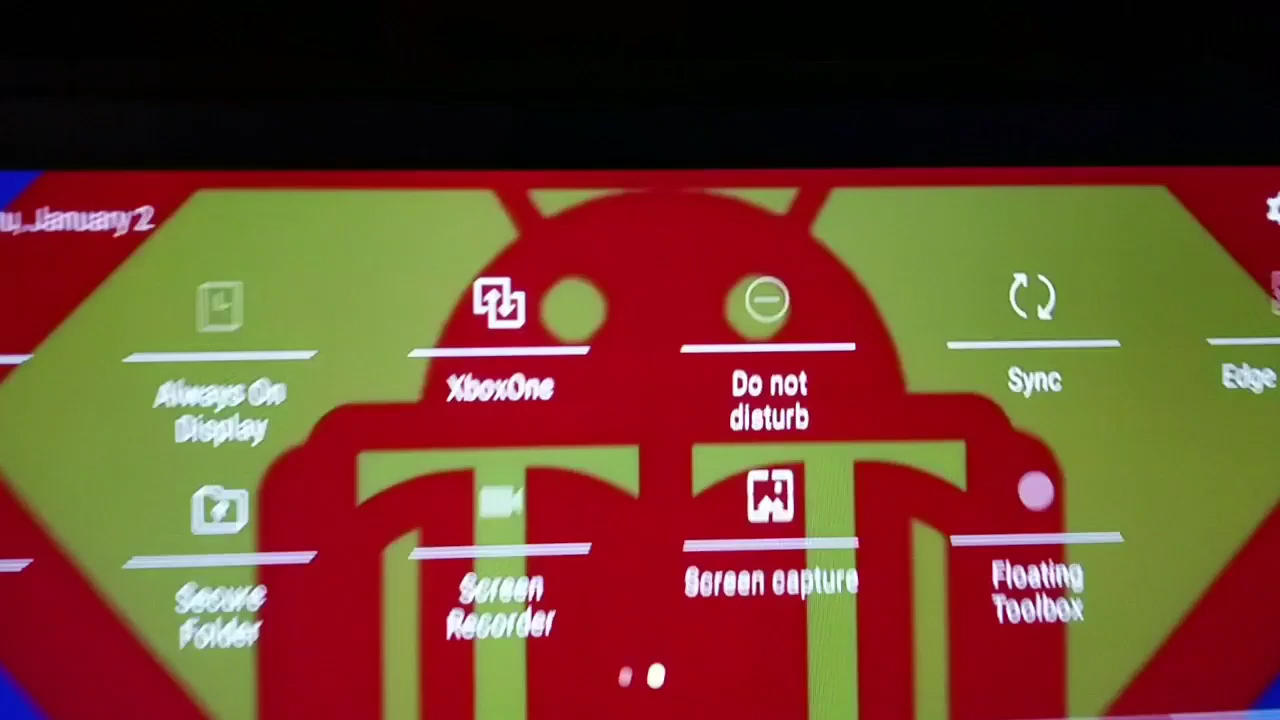 January 2
Always On
Display
XboxOne
Do not
disturb
Sync
Edge
Secure
Folder
Screen
Recorder
Screen capture
Floating
Toolbox